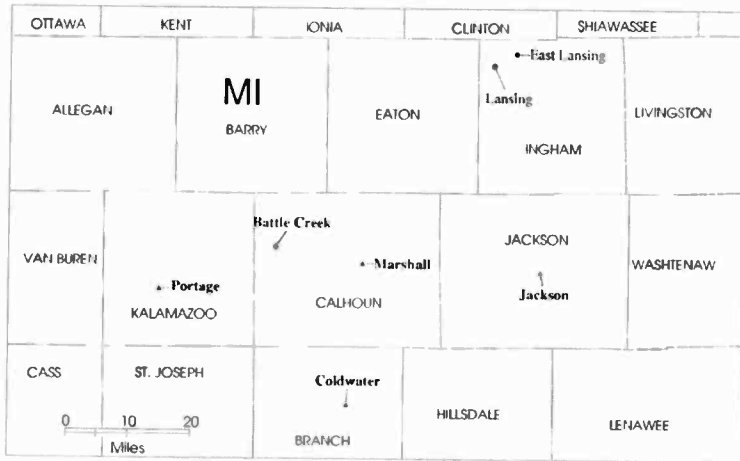 OTTAWA
KENT
IONIA
CLINTON
SHIAWASSEE
East Lansing
Lansing
ALLEGAN
MI
BARRY
EATON
INGHAM
LIVINGSTON
Battle Creek
VAN BUREN
Portage
KALAMAZOO
Marshall
CALHOUN
JACKSON
Jackson
WASHTENAW
CASS
ST. JOSEPH
Coldwater
BRANCH
HILLSDALE
LENAWEE
0 10 20
Miles